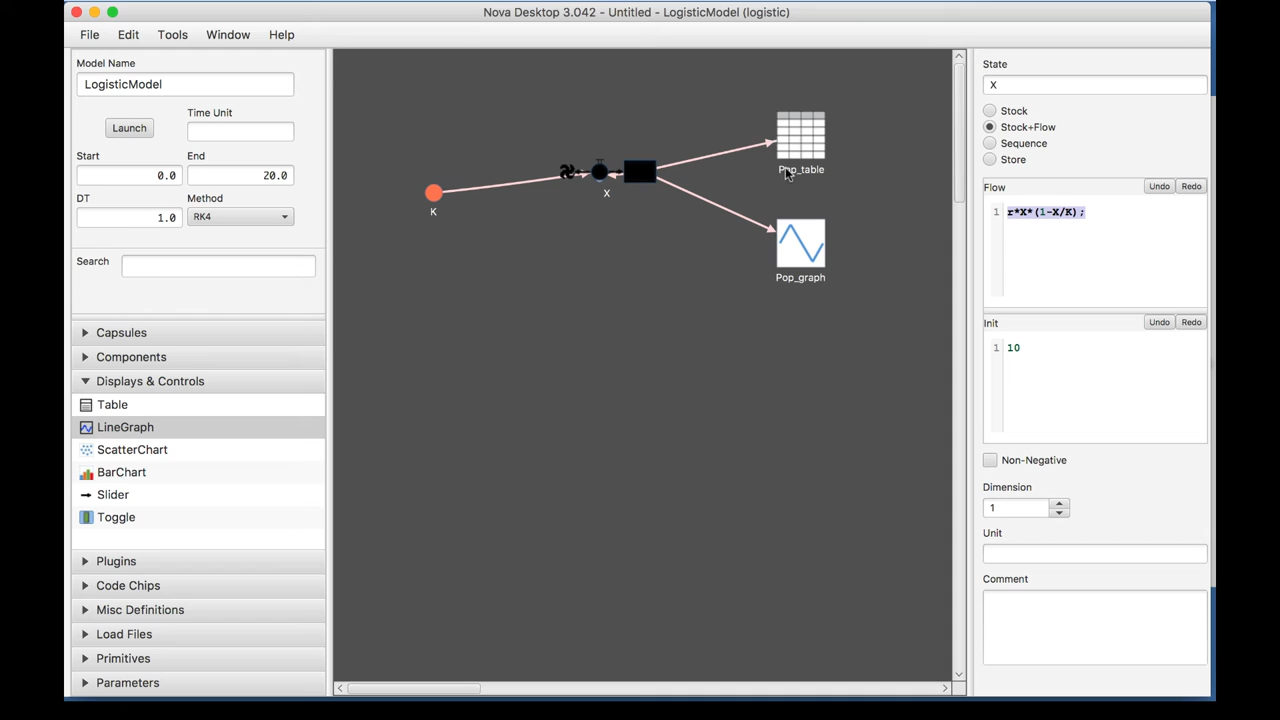 Nova Desktop 3.042 - Untitled - LogisticModel (logistic)
File Edit Tools Window Help
Model Name
LogisticModel
Launch
Time Unit
Start
End
0.0
20.0
DT
Method
1.0
RK4
Search
Capsules
Components
Displays & Controls
Table
LineGraph
ScatterChart
BarChart
Slider
Toggle
Plugins
Code Chips
Misc Definitions
Load Files
Primitives
Parameters
K
X
Pop_table
Pop_graph
State
X
Stock
Stock+Flow
Sequence
Store
Flow
Undo Redo
1 r*X*(1-X/K);
Init
Undo Redo
1 10
Non-Negative
Dimension
1
Unit
Comment